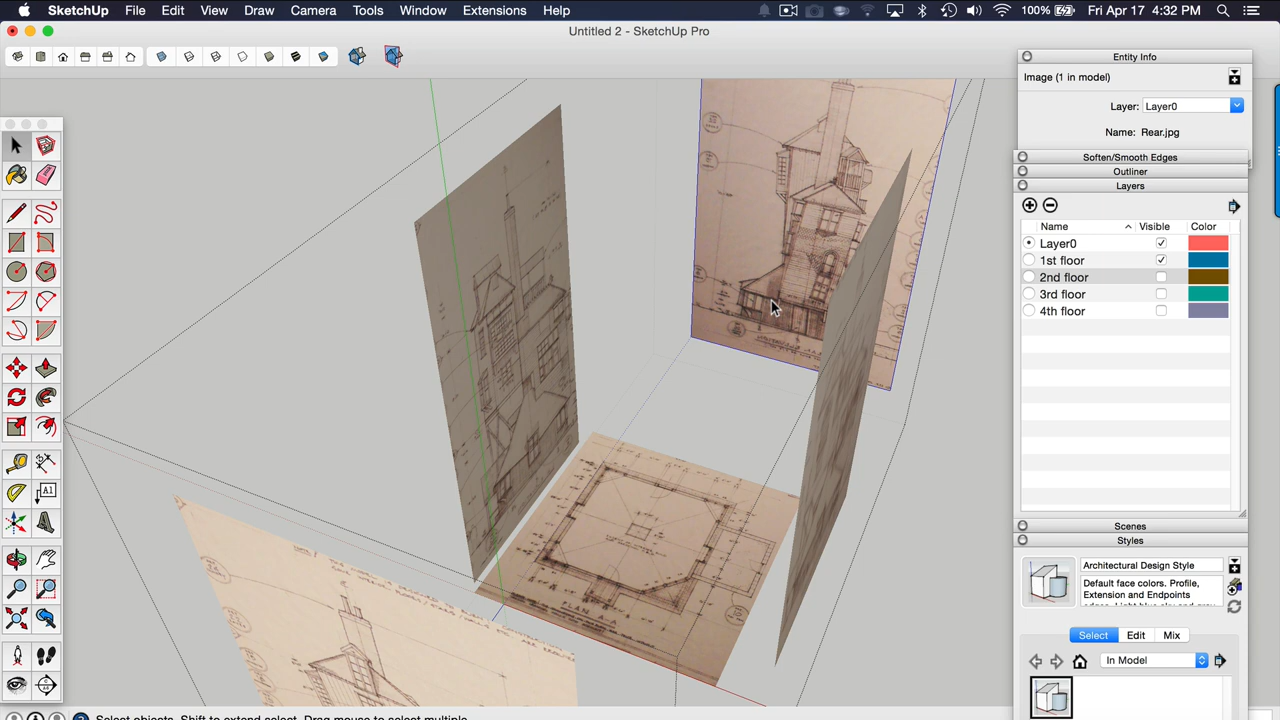 SketchUp File Edit View Draw Camera Tools Window Extensions Help
100% Fri Apr 17 4:32 PM
Untitled 2 - SketchUp Pro
Entity Info
Image (1 in model)
Layer: Layer0
Name: Rear.jpg
Soften/Smooth Edges
Outliner
Layers
Name Visible Color
Layer0
1st floor
2nd floor
3rd floor
4th floor
Scenes
Styles
Architectural Design Style
Default face colors. Profile,
Extension and Endpoints
Select Edit Mix
In Model
A1
PLAN A-A
Select objects. Shift to extend select. Drag mouse to select multiple.